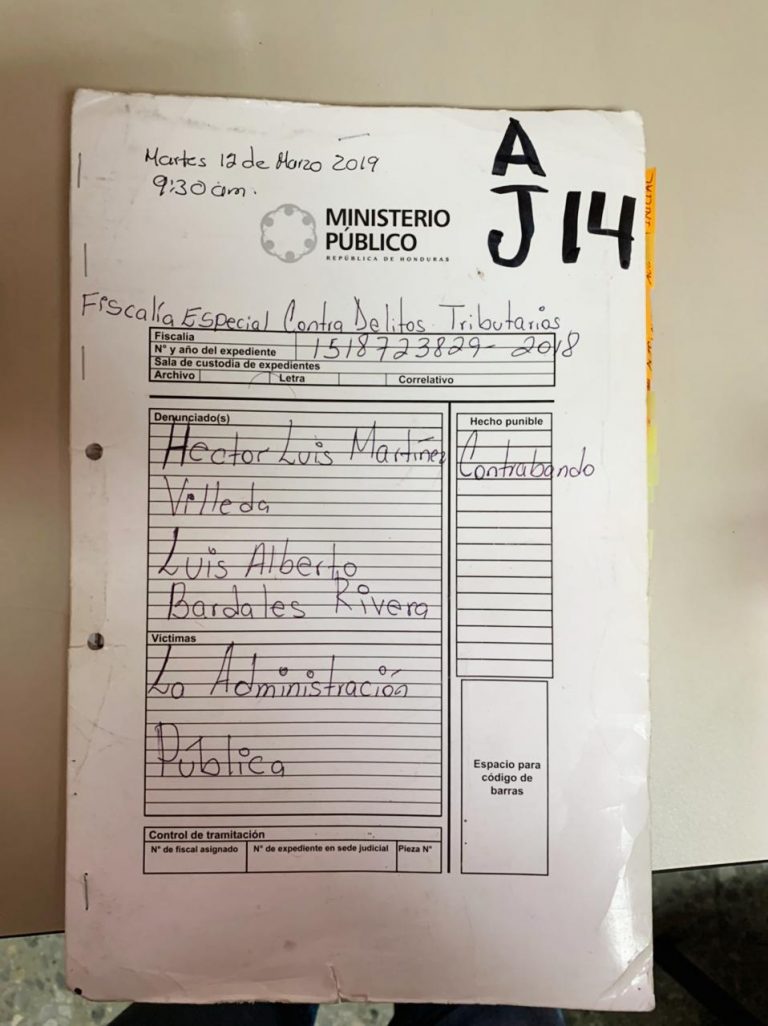 Martes 12 de Marzo 2019
9:30 am.
A
J 14
MINISTERIO
PÚBLICO
REPÚBLICA DE HONDURAS
Fiscalía Especial Contra Delitos Tributarios
Fiscalia
N° y año del expediente 1518723829- 2018
Sala de custodia de expedientes
Archivo Letra Correlativo
Denunciado(s)
Hector Luis Martínez
Villeda
Luis Alberto
Bardales Rivera
Víctimas
La Administración
Pública
Hecho punible
Contrabando
Espacio para
código de
barras
Control de tramitación
N° de fiscal asignado N° de expediente en sede judicial Pieza N°